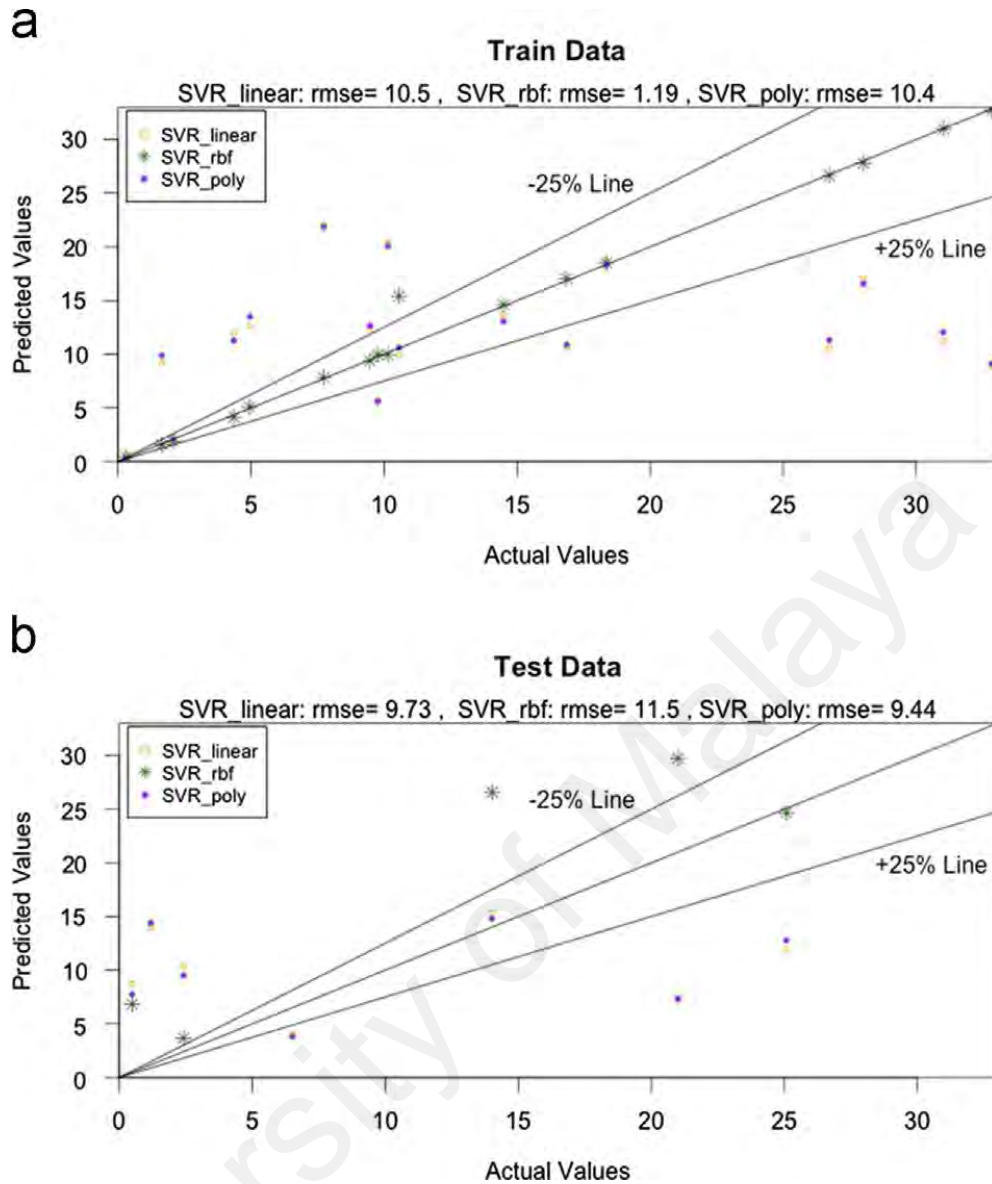 a
Train Data
SVR_linear: rmse= 10.5 , SVR_rbf: rmse= 1.19 , SVR_poly: rmse= 10.4
SVR_linear
SVR_rbf
SVR_poly
-25% Line
+25% Line
Predicted Values
30
25
20
15
10
5
0
0 5 10 15 20 25 30
Actual Values
b
Test Data
SVR_linear: rmse= 9.73 , SVR_rbf: rmse= 11.5 , SVR_poly: rmse= 9.44
SVR_linear
SVR_rbf
SVR_poly
-25% Line
+25% Line
Predicted Values
30
25
20
15
10
5
0
0 5 10 15 20 25 30
Actual Values
rsity of Malaya